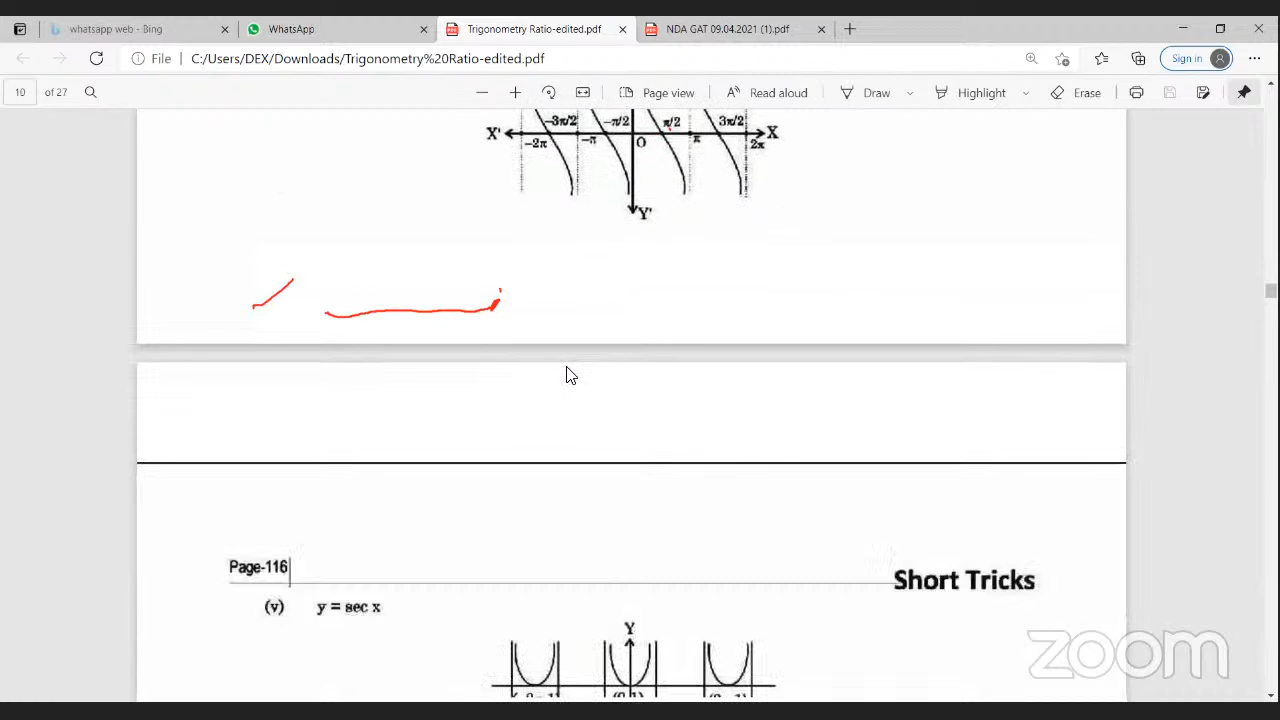 whatsapp web - Bing
WhatsApp
Trigonometry Ratio-edited.pdf
NDA GAT 09.04.2021 (1).pdf
File
C:/Users/DEX/Downloads/Trigonometry%20Ratio-edited.pdf
Sign in
10 of 27
Page view
Read aloud
Draw
Highlight
Erase
-3π/2 -π/2 π/2 3π/2
X' X
-2π -π O π 2π
Y'
Page-116
Short Tricks
(v) y = sec x
Y
zoom